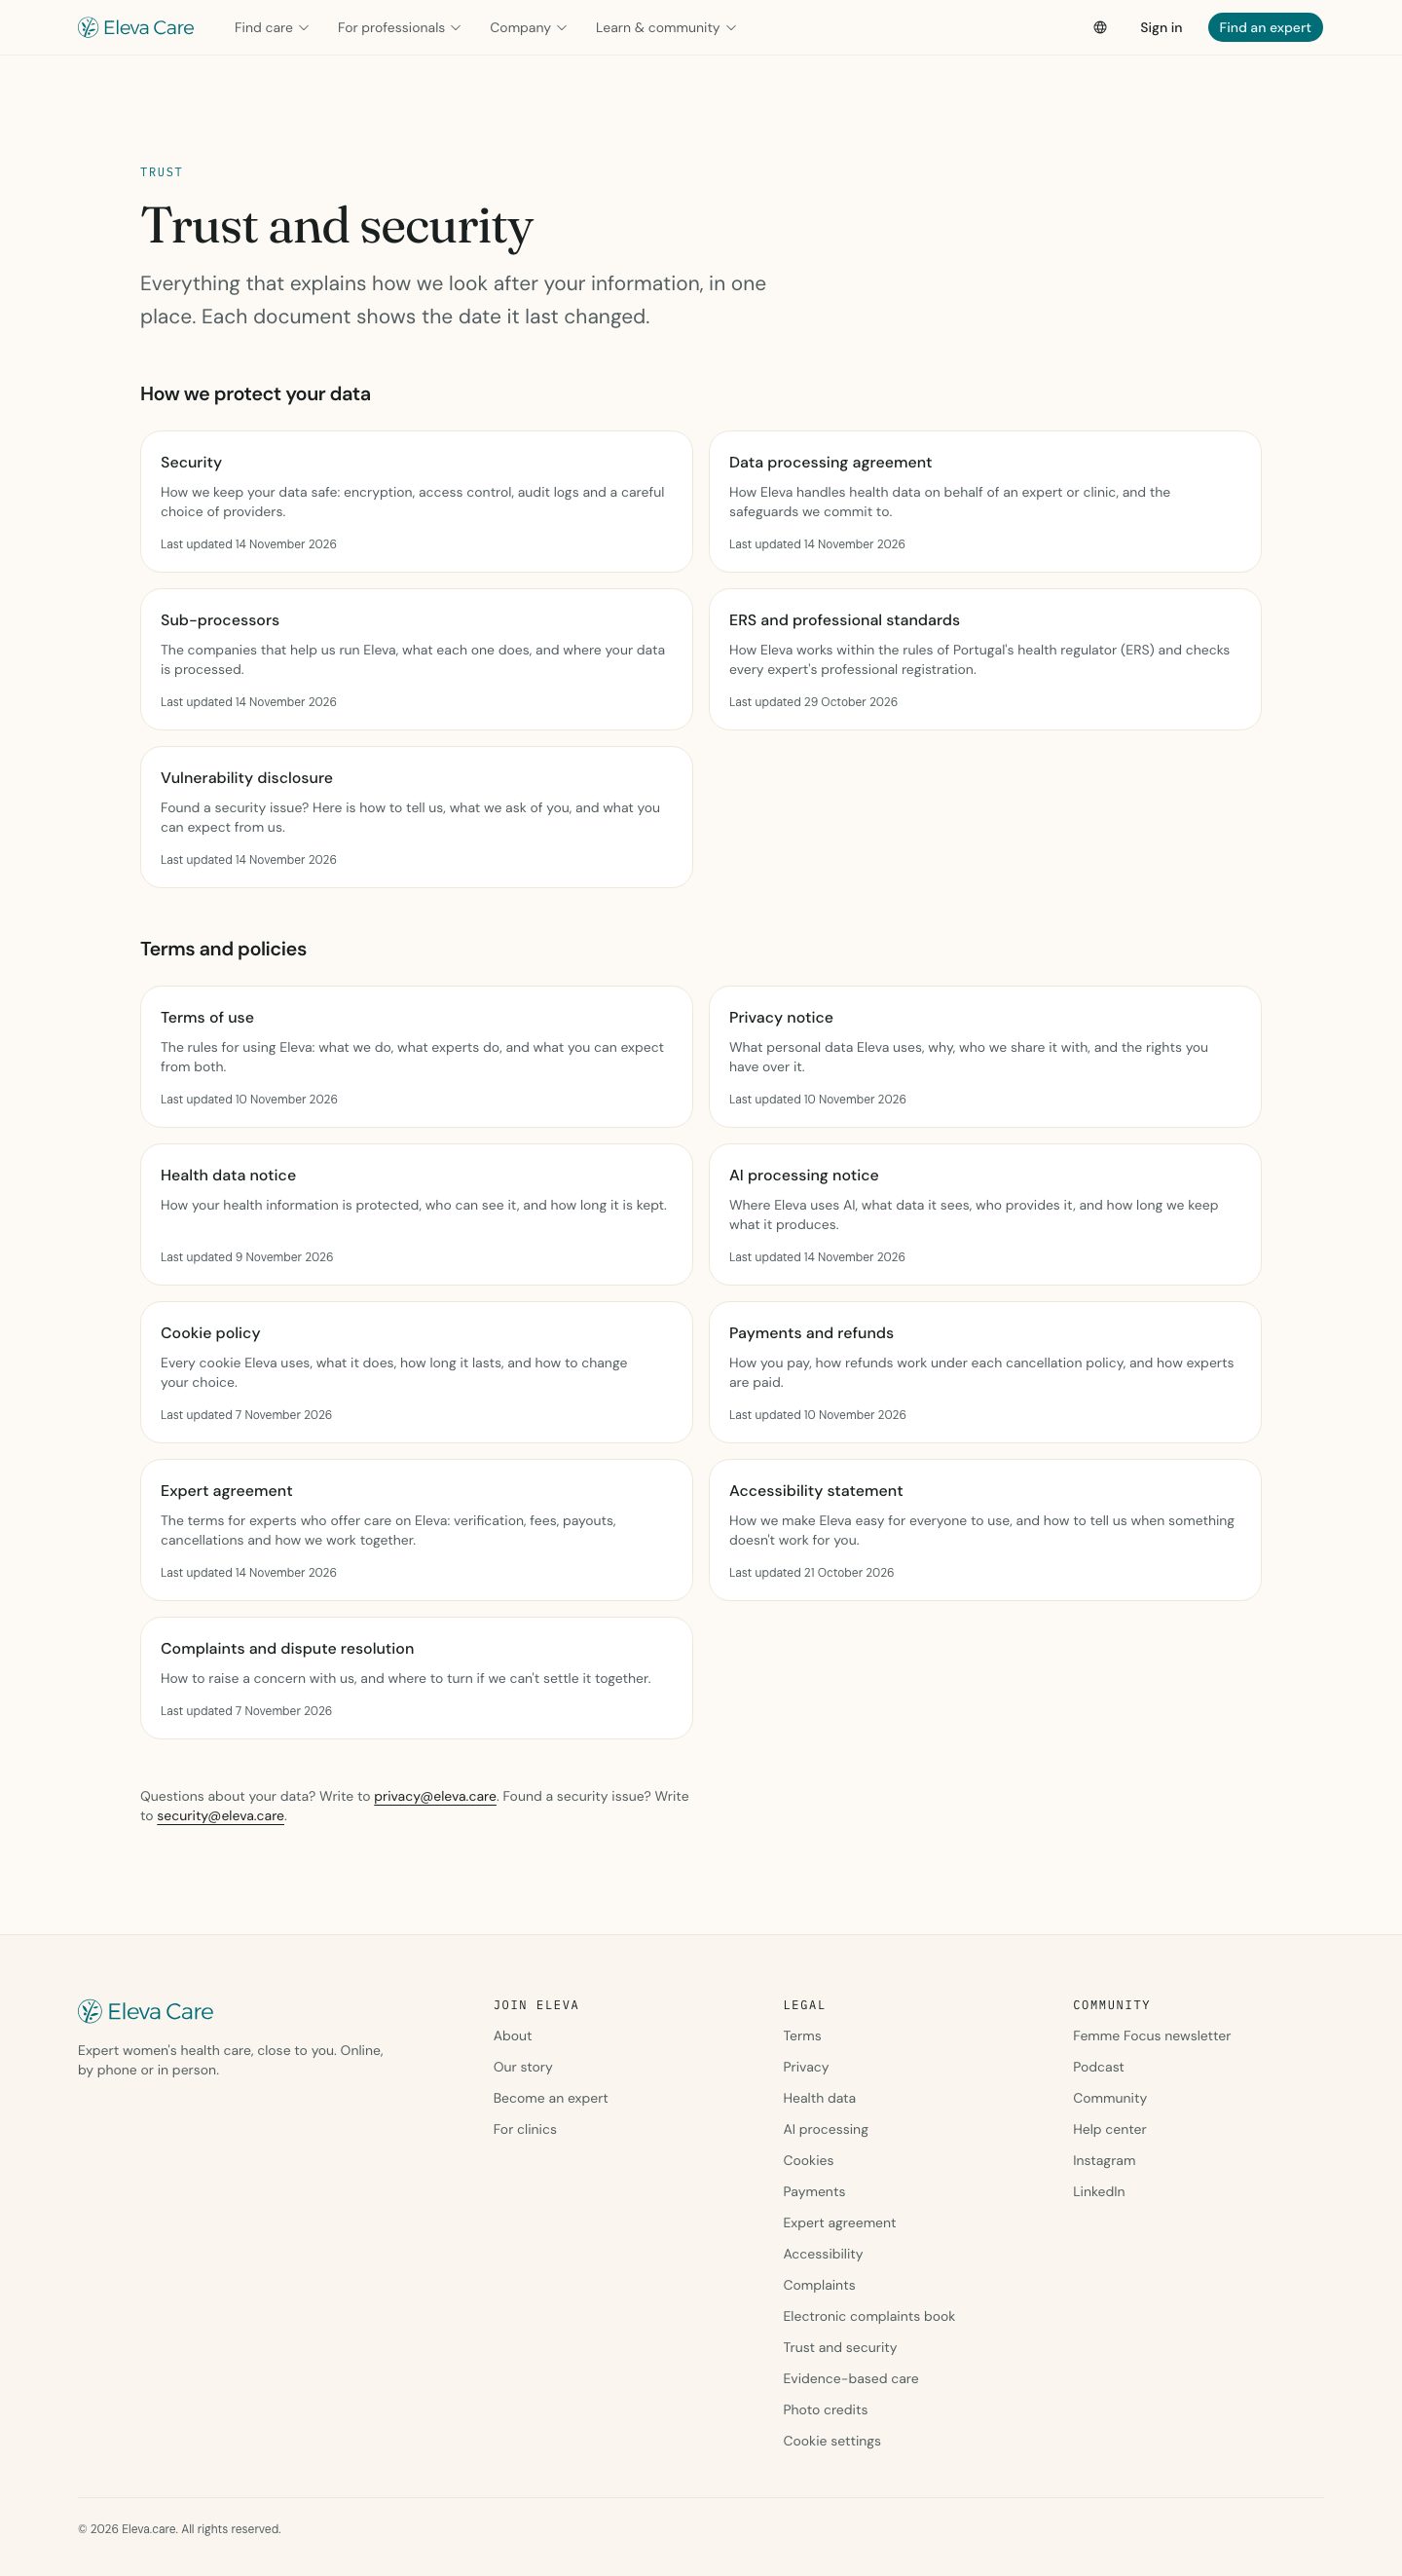 Eleva Care
Find care
For professionals
Company
Learn & community
Sign in
Find an expert
TRUST
Trust and security
Everything that explains how we look after your information, in one
place. Each document shows the date it last changed.
How we protect your data
Security
How we keep your data safe: encryption, access control, audit logs and a careful
choice of providers.
Last updated 14 November 2026
Data processing agreement
How Eleva handles health data on behalf of an expert or clinic, and the
safeguards we commit to.
Last updated 14 November 2026
Sub-processors
The companies that help us run Eleva, what each one does, and where your data
is processed.
Last updated 14 November 2026
ERS and professional standards
How Eleva works within the rules of Portugal's health regulator (ERS) and checks
every expert's professional registration.
Last updated 29 October 2026
Vulnerability disclosure
Found a security issue? Here is how to tell us, what we ask of you, and what you
can expect from us.
Last updated 14 November 2026
Terms and policies
Terms of use
The rules for using Eleva: what we do, what experts do, and what you can expect
from both.
Last updated 10 November 2026
Privacy notice
What personal data Eleva uses, why, who we share it with, and the rights you
have over it.
Last updated 10 November 2026
Health data notice
How your health information is protected, who can see it, and how long it is kept.
Last updated 9 November 2026
AI processing notice
Where Eleva uses AI, what data it sees, who provides it, and how long we keep
what it produces.
Last updated 14 November 2026
Cookie policy
Every cookie Eleva uses, what it does, how long it lasts, and how to change
your choice.
Last updated 7 November 2026
Payments and refunds
How you pay, how refunds work under each cancellation policy, and how experts
are paid.
Last updated 10 November 2026
Expert agreement
The terms for experts who offer care on Eleva: verification, fees, payouts,
cancellations and how we work together.
Last updated 14 November 2026
Accessibility statement
How we make Eleva easy for everyone to use, and how to tell us when something
doesn't work for you.
Last updated 21 October 2026
Complaints and dispute resolution
How to raise a concern with us, and where to turn if we can't settle it together.
Last updated 7 November 2026
Questions about your data? Write to privacy@eleva.care. Found a security issue? Write
to security@eleva.care.
Eleva Care
Expert women's health care, close to you. Online,
by phone or in person.
JOIN ELEVA
About
Our story
Become an expert
For clinics
LEGAL
Terms
Privacy
Health data
AI processing
Cookies
Payments
Expert agreement
Accessibility
Complaints
Electronic complaints book
Trust and security
Evidence-based care
Photo credits
Cookie settings
COMMUNITY
Femme Focus newsletter
Podcast
Community
Help center
Instagram
LinkedIn
© 2026 Eleva.care. All rights reserved.